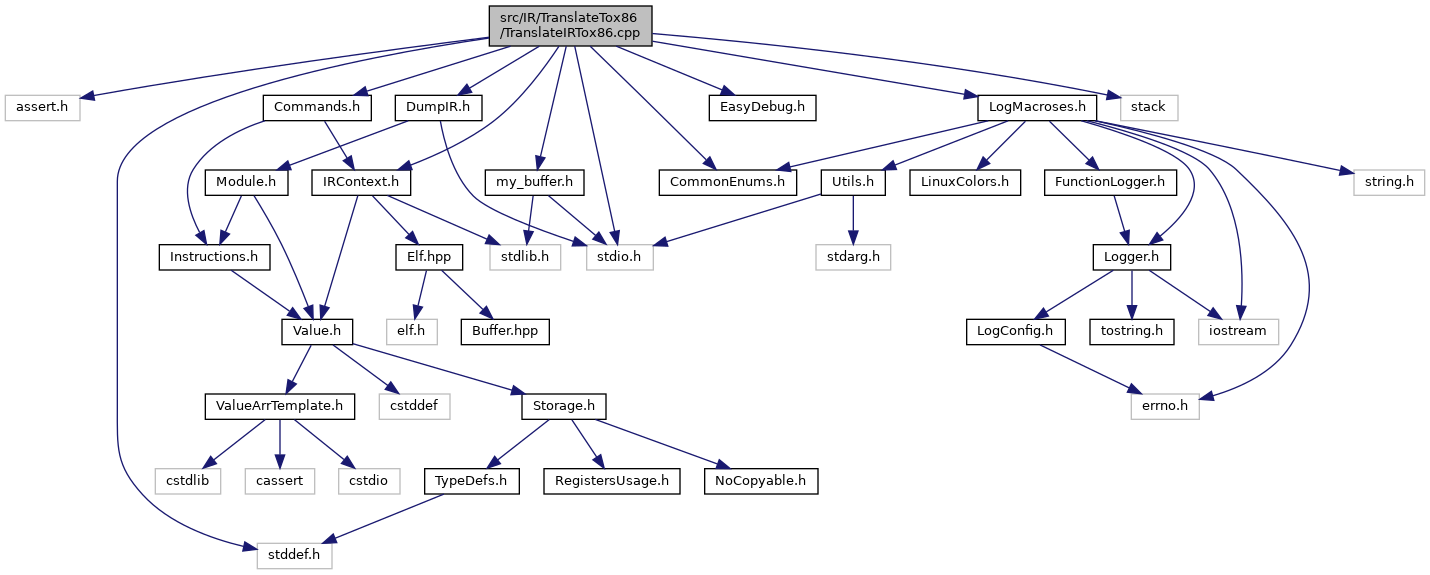 src/IR/TranslateTox86
/TranslateIRTox86.cpp
assert.h
Commands.h
DumpIR.h
EasyDebug.h
LogMacroses.h
stack
Module.h
IRContext.h
my_buffer.h
CommonEnums.h
Utils.h
LinuxColors.h
FunctionLogger.h
string.h
Instructions.h
Elf.hpp
stdlib.h
stdio.h
stdarg.h
Logger.h
Value.h
elf.h
Buffer.hpp
LogConfig.h
tostring.h
iostream
ValueArrTemplate.h
cstddef
Storage.h
errno.h
cstdlib
cassert
cstdio
TypeDefs.h
RegistersUsage.h
NoCopyable.h
stddef.h